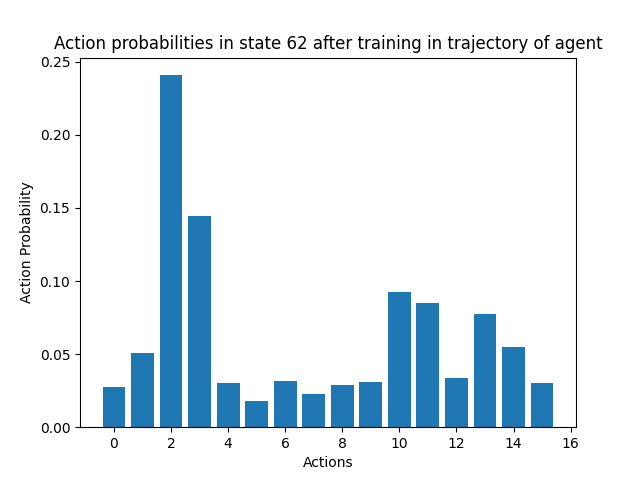 Action probabilities in state 62 after training in trajectory of agent
0.25
0.20
0.15
0.10
0.05
0.00
Action Probability
0 2 4 6 8 10 12 14 16
Actions